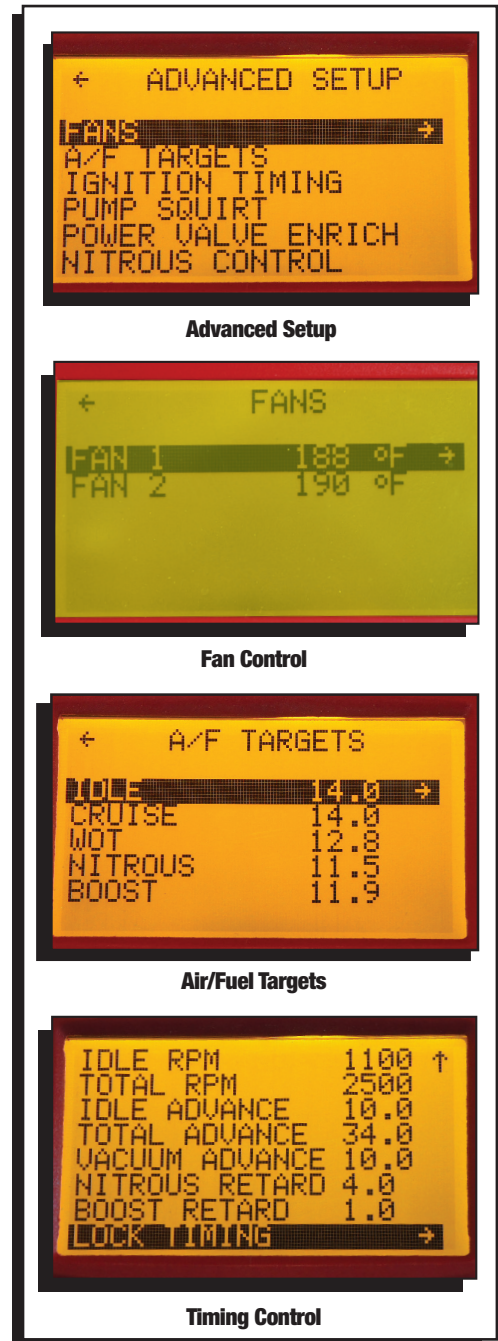 ← ADVANCED SETUP
FANS →
A/F TARGETS
IGNITION TIMING
PUMP SQUIRT
POWER VALVE ENRICH
NITROUS CONTROL
Advanced Setup
← FANS
FAN 1 188 ºF →
FAN 2 190 ºF
Fan Control
← A/F TARGETS
IDLE 14.0 →
CRUISE 14.0
WOT 12.8
NITROUS 11.5
BOOST 11.9
Air/Fuel Targets
IDLE RPM 1100 ↑
TOTAL RPM 2500
IDLE ADVANCE 10.0
TOTAL ADVANCE 34.0
VACUUM ADVANCE 10.0
NITROUS RETARD 4.0
BOOST RETARD 1.0
LOCK TIMING →
Timing Control